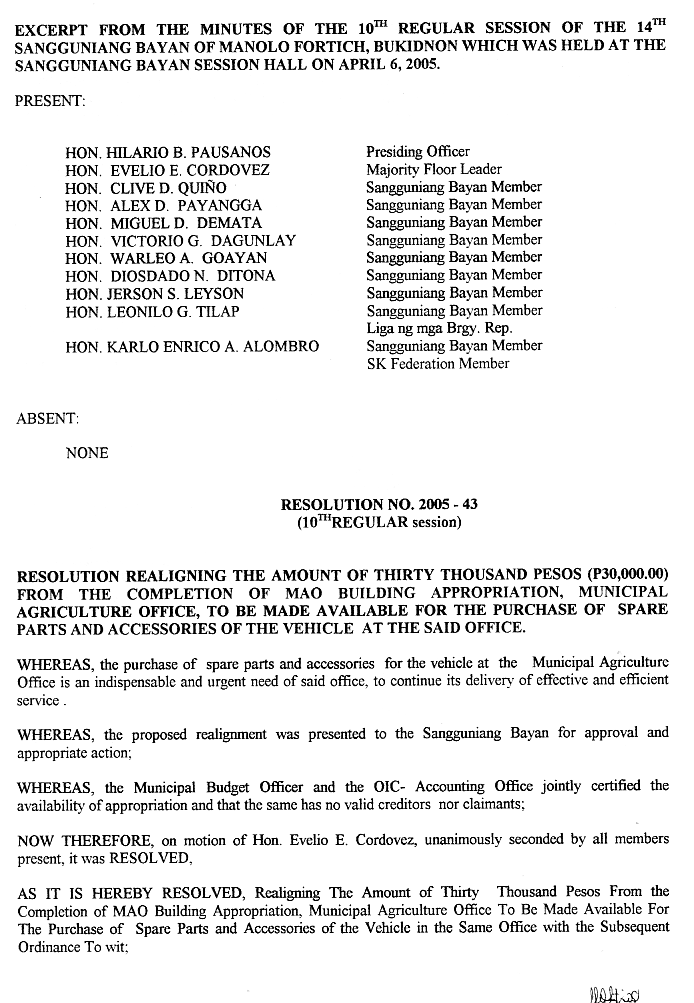 EXCERPT FROM THE MINUTES OF THE 10TH REGULAR SESSION OF THE 14TH
SANGGUNIANG BAYAN OF MANOLO FORTICH, BUKIDNON WHICH WAS HELD AT THE
SANGGUNIANG BAYAN SESSION HALL ON APRIL 6, 2005.
PRESENT:
HON. HILARIO B. PAUSANOS Presiding Officer
HON. EVELIO E. CORDOVEZ Majority Floor Leader
HON. CLIVE D. QUIÑO Sangguniang Bayan Member
HON. ALEX D. PAYANGGA Sangguniang Bayan Member
HON. MIGUEL D. DEMATA Sangguniang Bayan Member
HON. VICTORIO G. DAGUNLAY Sangguniang Bayan Member
HON. WARLEO A. GOAYAN Sangguniang Bayan Member
HON. DIOSDADO N. DITONA Sangguniang Bayan Member
HON. JERSON S. LEYSON Sangguniang Bayan Member
HON. LEONILO G. TILAP Sangguniang Bayan Member
Liga ng mga Brgy. Rep.
HON. KARLO ENRICO A. ALOMBRO Sangguniang Bayan Member
SK Federation Member
ABSENT:
NONE
RESOLUTION NO. 2005 - 43
(10THREGULAR session)
RESOLUTION REALIGNING THE AMOUNT OF THIRTY THOUSAND PESOS (P30,000.00)
FROM THE COMPLETION OF MAO BUILDING APPROPRIATION, MUNICIPAL
AGRICULTURE OFFICE, TO BE MADE AVAILABLE FOR THE PURCHASE OF SPARE
PARTS AND ACCESSORIES OF THE VEHICLE AT THE SAID OFFICE.
WHEREAS, the purchase of spare parts and accessories for the vehicle at the Municipal Agriculture
Office is an indispensable and urgent need of said office, to continue its delivery of effective and efficient
service .
WHEREAS, the proposed realignment was presented to the Sangguniang Bayan for approval and
appropriate action;
WHEREAS, the Municipal Budget Officer and the OIC- Accounting Office jointly certified the
availability of appropriation and that the same has no valid creditors nor claimants;
NOW THEREFORE, on motion of Hon. Evelio E. Cordovez, unanimously seconded by all members
present, it was RESOLVED,
AS IT IS HEREBY RESOLVED, Realigning The Amount of Thirty Thousand Pesos From the
Completion of MAO Building Appropriation, Municipal Agriculture Office To Be Made Available For
The Purchase of Spare Parts and Accessories of the Vehicle in the Same Office with the Subsequent
Ordinance To wit;